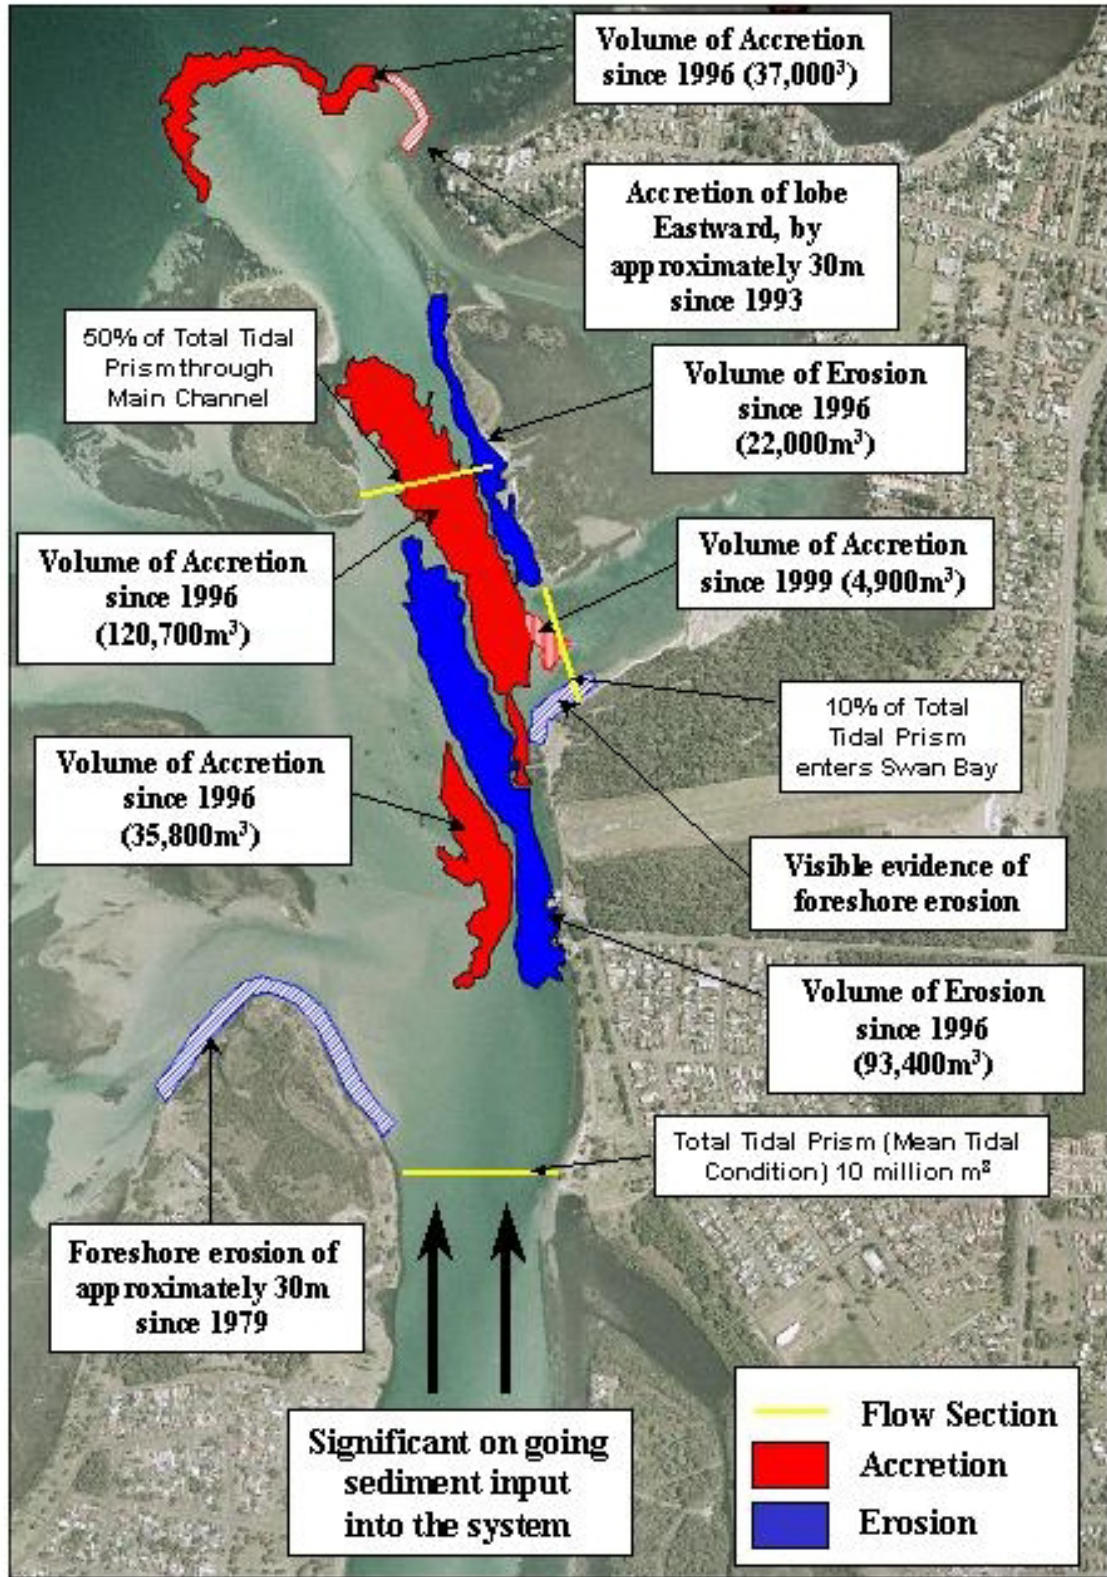 Volume of Accretion
since 1996 (37,000³)
Accretion of lobe
Eastward, by
approximately 30m
since 1993
50% of Total Tidal
Prismthrough
Main Channel
Volume of Erosion
since 1996
(22,000m³)
Volume of Accretion
since 1999 (4,900m³)
Volume of Accretion
since 1996
(120,700m³)
10% of Total
Tidal Prism
enters Swan Bay
Volume of Accretion
since 1996
(35,800m³)
Visible evidence of
foreshore erosion
Volume of Erosion
since 1996
(93,400m³)
Total Tidal Prism (Mean Tidal
Condition) 10 million m³
Foreshore erosion of
approximately 30m
since 1979
Significant on going
sediment input
into the system
Flow Section
Accretion
Erosion